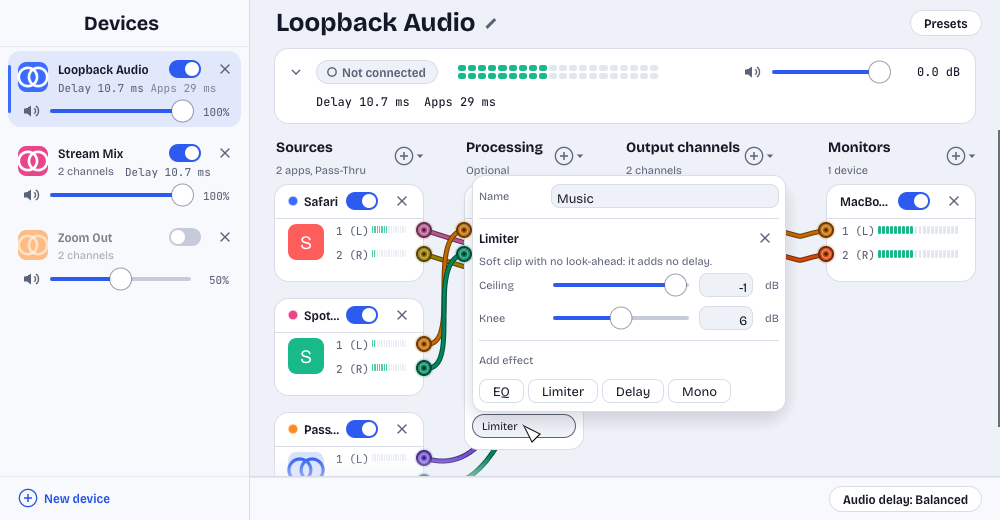 Devices
Loopback Audio
Delay 10.7 ms Apps 29 ms
100%
Stream Mix
2 channels Delay 10.7 ms
100%
Zoom Out
2 channels
50%
New device
Loopback Audio
Presets
Not connected
0.0 dB
Delay 10.7 ms Apps 29 ms
Sources
2 apps, Pass-Thru
Processing
Optional
Output channels
2 channels
Monitors
1 device
Safari
S
1 (L)
2 (R)
Spot...
S
1 (L)
2 (R)
Pass...
1 (L)
Name
Music
Limiter
Soft clip with no look-ahead: it adds no delay.
Ceiling
-1
dB
Knee
6
dB
Add effect
EQ
Limiter
Delay
Mono
Limiter
MacBo...
1 (L)
2 (R)
Audio delay: Balanced